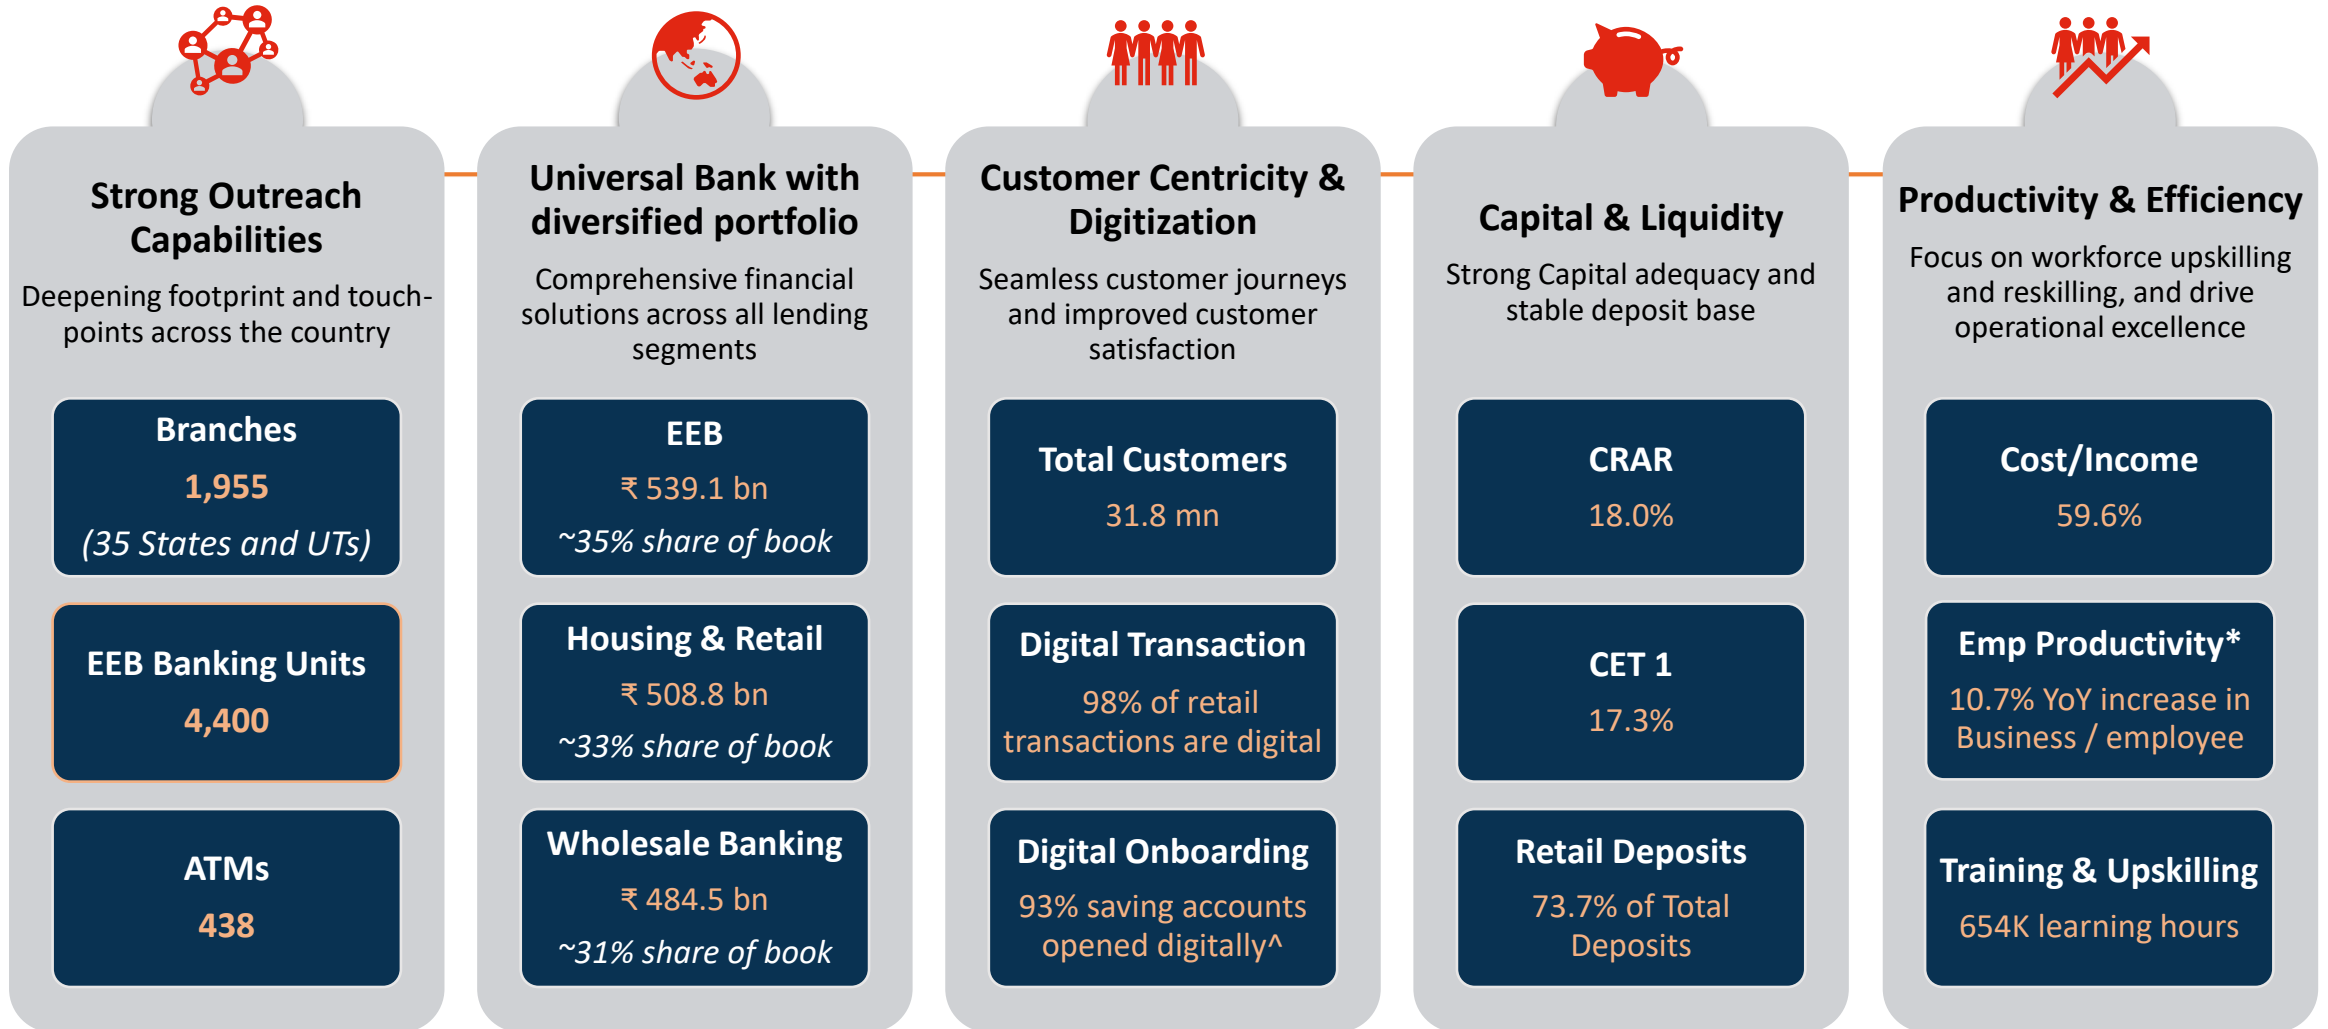 Strong Outreach
Capabilities
Deepening footprint and touch-
points across the country
Branches
1,955
(35 States and UTs)
EEB Banking Units
4,400
ATMs
438
Universal Bank with
diversified portfolio
Comprehensive financial
solutions across all lending
segments
EEB
₹ 539.1 bn
~35% share of book
Housing & Retail
₹ 508.8 bn
~33% share of book
Wholesale Banking
₹ 484.5 bn
~31% share of book
Customer Centricity &
Digitization
Seamless customer journeys
and improved customer
satisfaction
Total Customers
31.8 mn
Digital Transaction
98% of retail
transactions are digital
Digital Onboarding
93% saving accounts
opened digitally^
Capital & Liquidity
Strong Capital adequacy and
stable deposit base
CRAR
18.0%
CET 1
17.3%
Retail Deposits
73.7% of Total
Deposits
Productivity & Efficiency
Focus on workforce upskilling
and reskilling, and drive
operational excellence
Cost/Income
59.6%
Emp Productivity*
10.7% YoY increase in
Business / employee
Training & Upskilling
654K learning hours